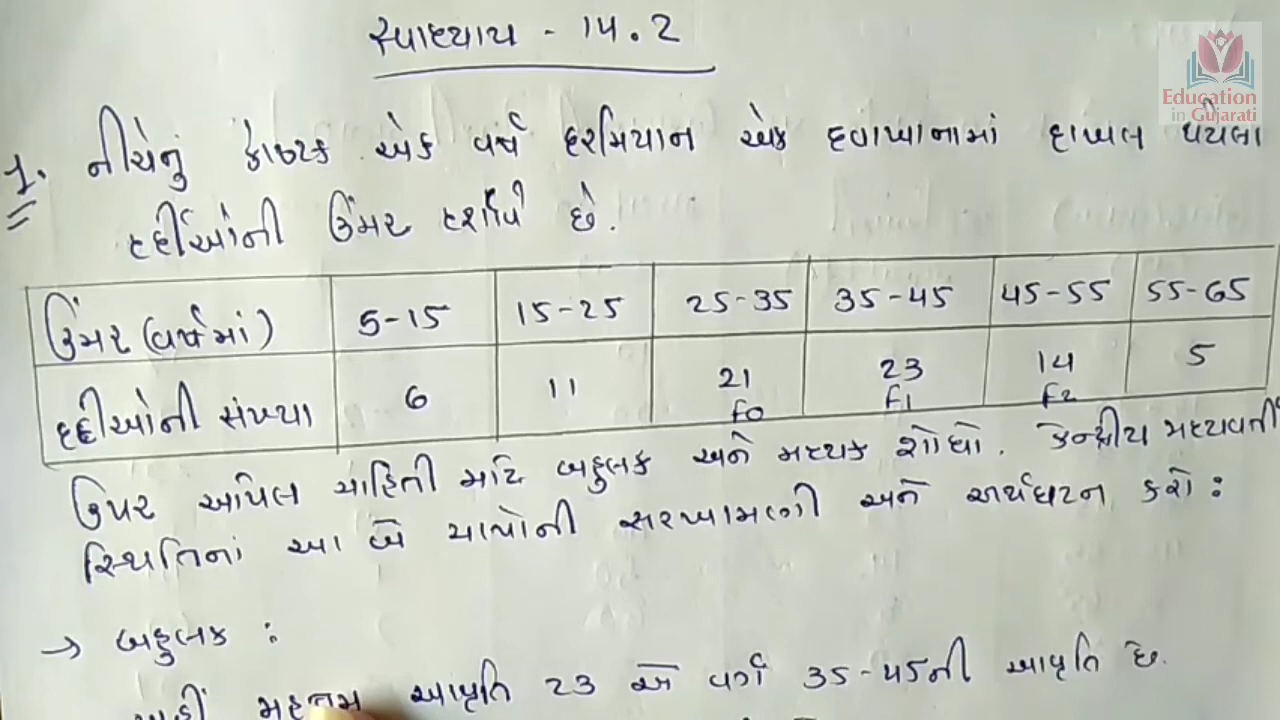 સ્વાધ્યાય - 14.2
Education
in Gujarati
1. નીચેનું કોષ્ટક એક વર્ષ દરમિયાન એક દવાખાનામાં દાખલ થયેલા
દર્દીઓની ઉંમર દર્શાવે છે.
ઉંમર (વર્ષમાં) 5-15 15-25 25-35 35-45 45-55 55-65
દર્દીઓની સંખ્યા 6 11 21 23 14 5
f0 f1 f2
ઉપર આપેલ માહિતી માટે બહુલક અને મધ્યક શોધો. કેન્દ્રીય મધ્યવર્તી
સ્થિતિનાં આ બે માપોની સરખામણી અને અર્થઘટન કરો :
→ બહુલક :
અહીં મહત્તમ આવૃતિ 23 એ વર્ગ 35-45ની આવૃતિ છે.